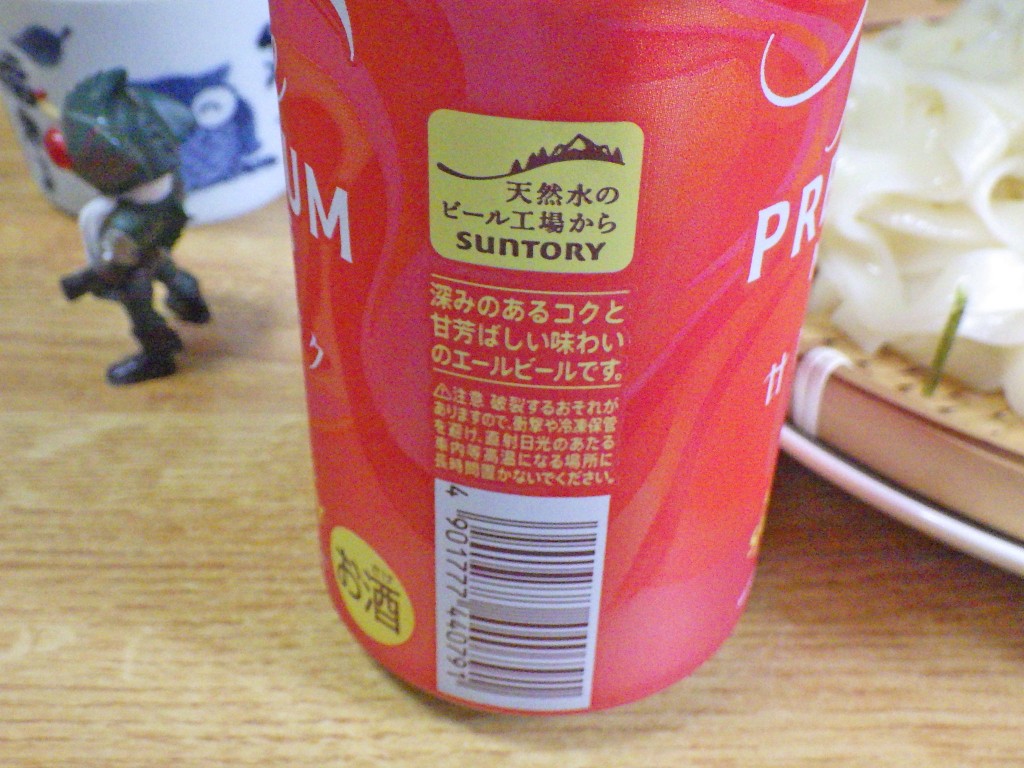 UM
PR
天然水の
ビール工場から
SUNTORY
深みのあるコクと
甘芳ばしい味わい
のエールビールです。
⚠注意 破裂するおそれが
ありますので、衝撃や冷凍保管
を避け、直射日光のあたる
車内等高温になる場所に
長時間置かないでください。
ク
サ
お酒
4 901777 440791